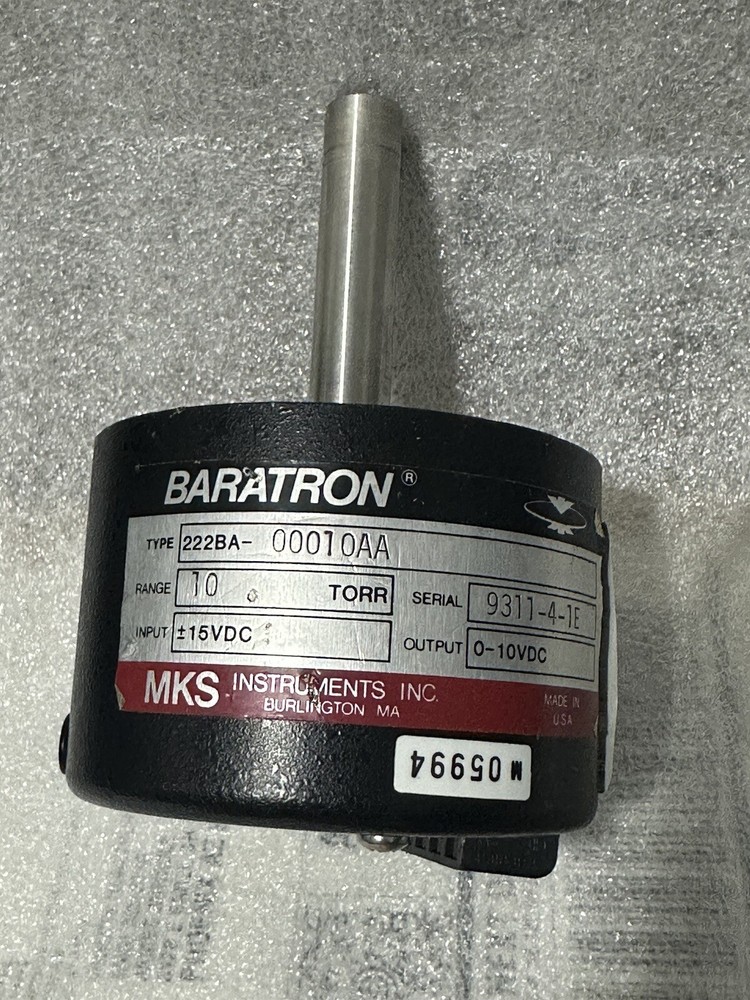 BARATRON ®
TYPE 222BA- 00010AA
RANGE 10 TORR SERIAL 9311-4-1E
INPUT ±15VDC OUTPUT 0-10VDC
MKS INSTRUMENTS INC.
BURLINGTON MA
MADE IN
USA
M 05994